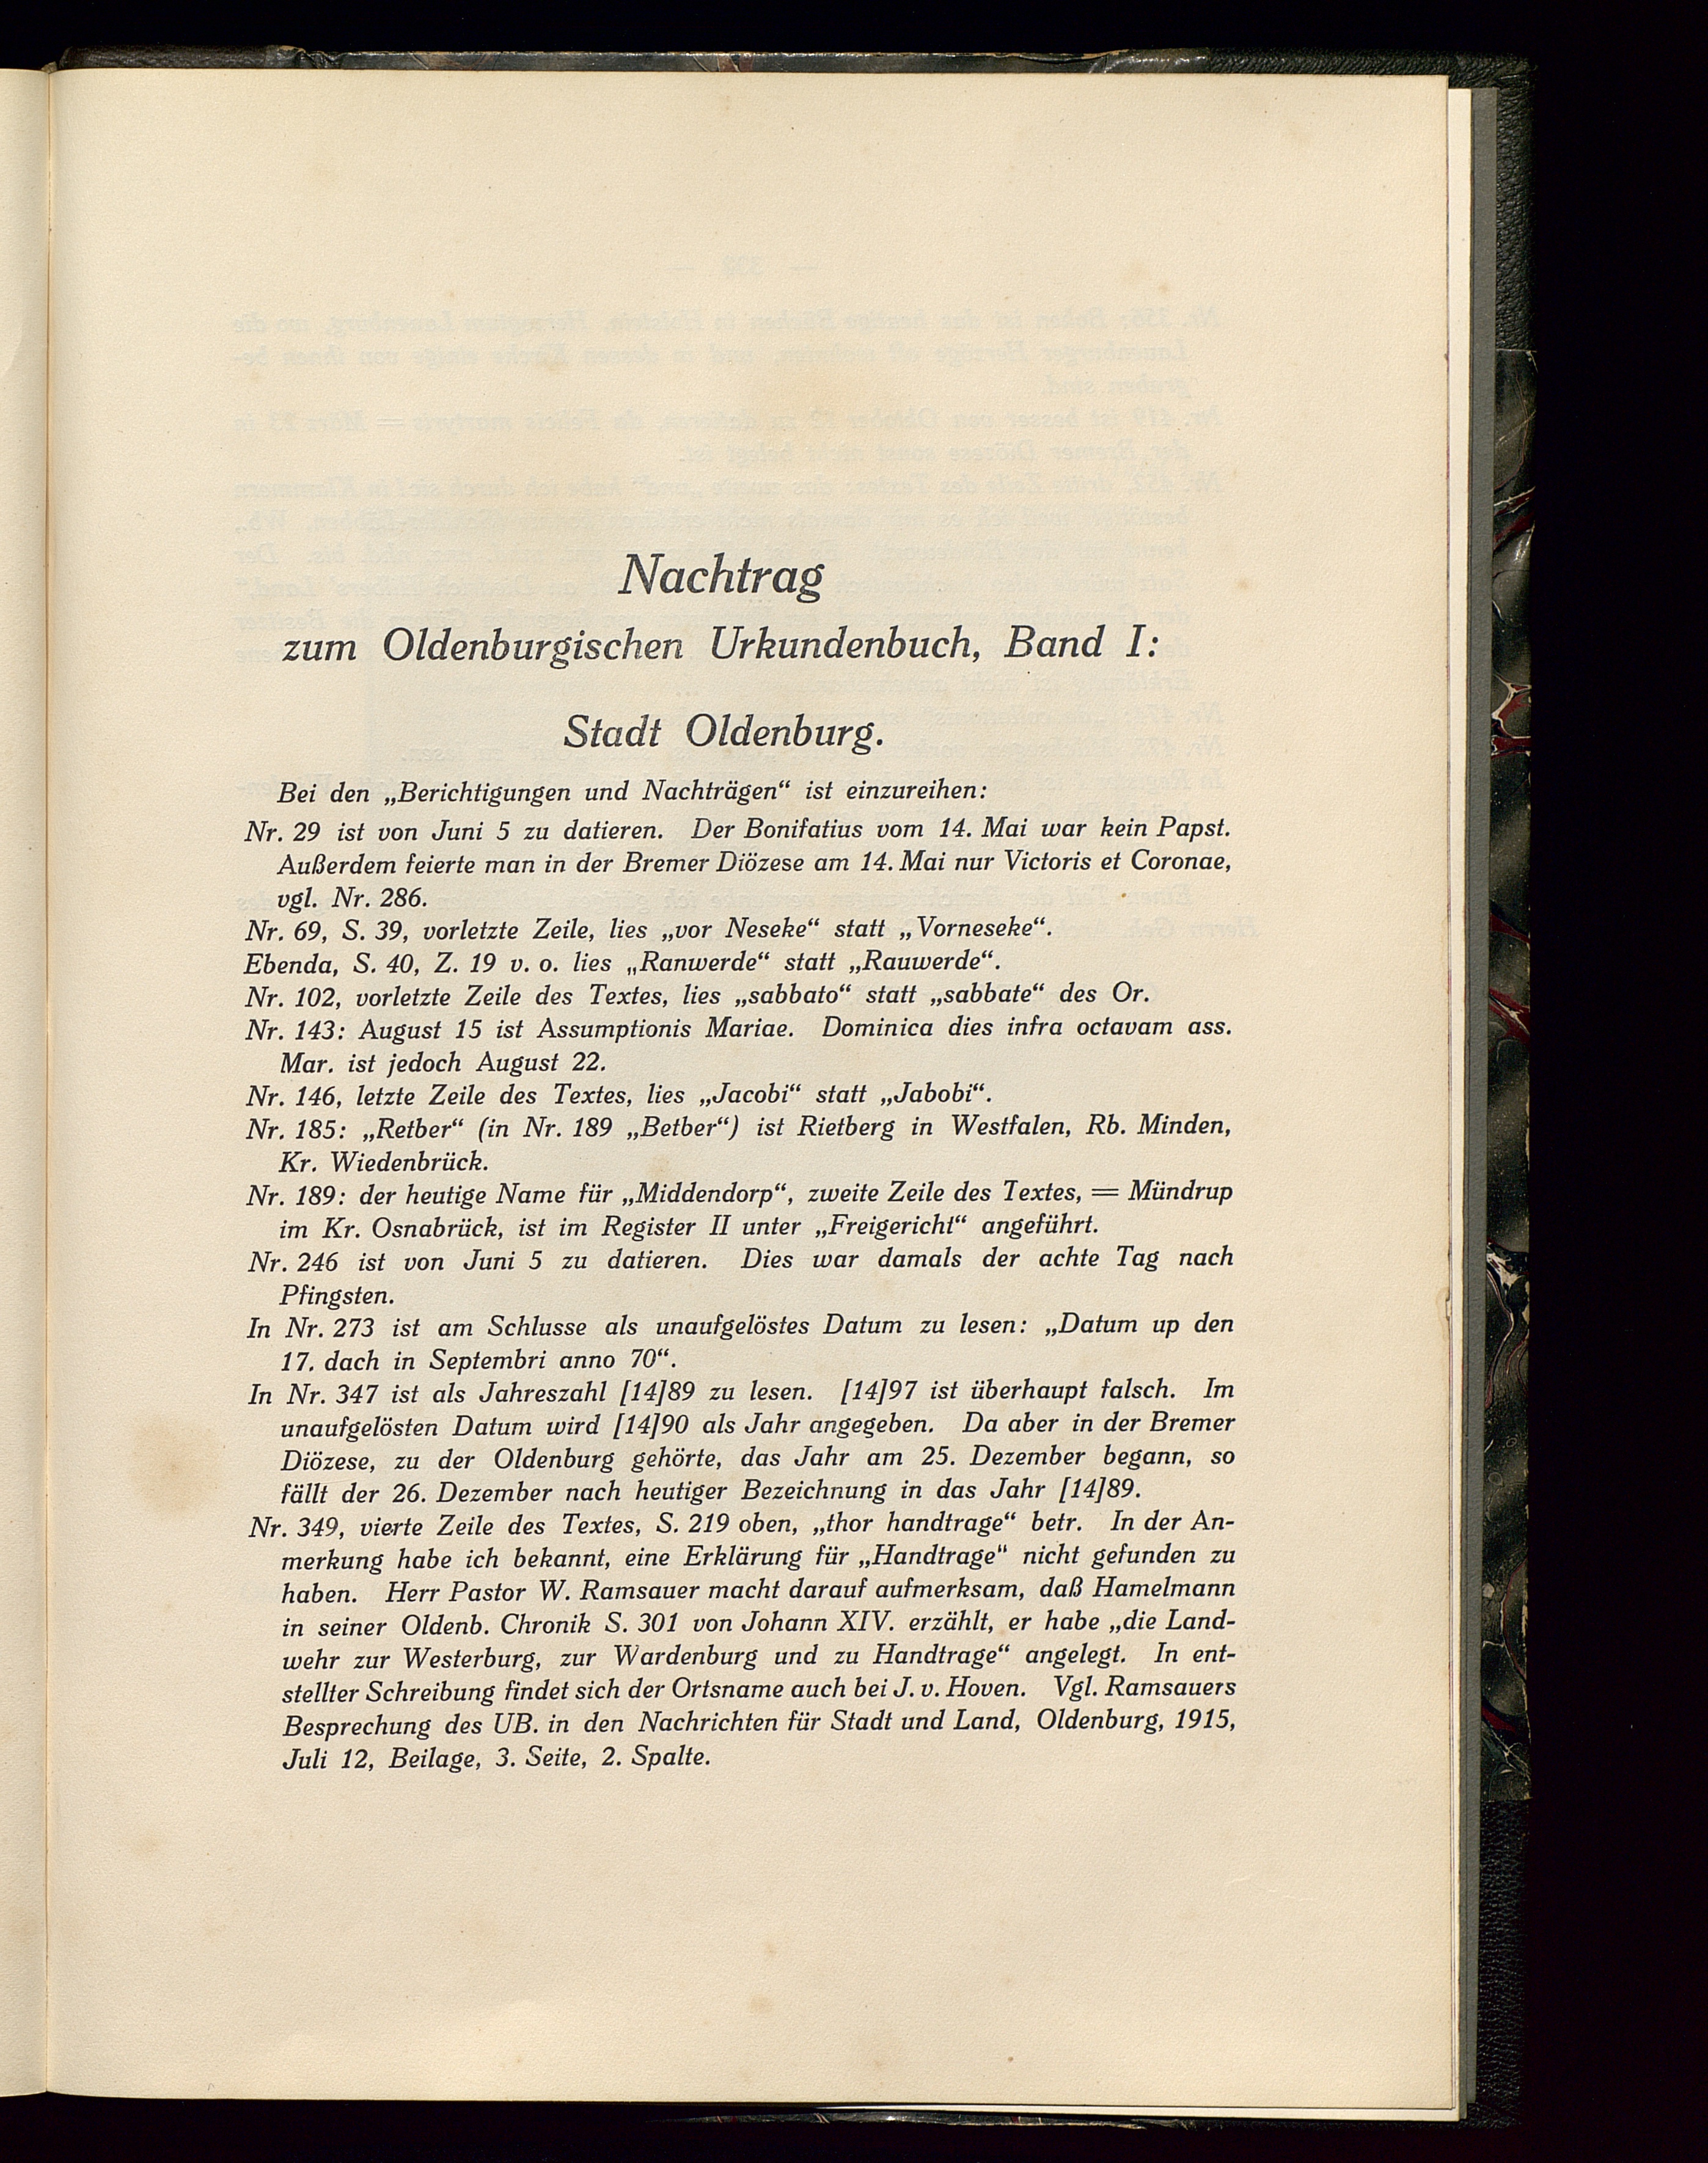 Nachtrag
zum Oldenburgischen Urkundenbuch, Band I:
Stadt Oldenburg.
Bei den „Berichtigungen und Nachträgen“ ist einzureihen:
Nr. 29 ist von Juni 5 zu datieren. Der Bonifatius vom 14. Mai war kein Papst.
Außerdem feierte man in der Bremer Diözese am 14. Mai nur Victoris et Coronae,
vgl. Nr. 286.
Nr. 69, S. 39, vorletzte Zeile, lies „vor Neseke“ statt „Vorneseke“.
Ebenda, S. 40, Z. 19 v. o. lies „Ranwerde“ statt „Rauwerde“.
Nr. 102, vorletzte Zeile des Textes, lies „sabbato“ statt „sabbate“ des Or.
Nr. 143: August 15 ist Assumptionis Mariae. Dominica dies infra octavam ass.
Mar. ist jedoch August 22.
Nr. 146, letzte Zeile des Textes, lies „Jacobi“ statt „Jabobi“.
Nr. 185: „Retber“ (in Nr. 189 „Betber“) ist Rietberg in Westfalen, Rb. Minden,
Kr. Wiedenbrück.
Nr. 189: der heutige Name für „Middendorp“, zweite Zeile des Textes, = Mündrup
im Kr. Osnabrück, ist im Register II unter „Freigericht“ angeführt.
Nr. 246 ist von Juni 5 zu datieren. Dies war damals der achte Tag nach
Pfingsten.
In Nr. 273 ist am Schlusse als unaufgelöstes Datum zu lesen: „Datum up den
17. dach in Septembri anno 70“.
In Nr. 347 ist als Jahreszahl [14]89 zu lesen. [14]97 ist überhaupt falsch. Im
unaufgelösten Datum wird [14]90 als Jahr angegeben. Da aber in der Bremer
Diözese, zu der Oldenburg gehörte, das Jahr am 25. Dezember begann, so
fällt der 26. Dezember nach heutiger Bezeichnung in das Jahr [14]89.
Nr. 349, vierte Zeile des Textes, S. 219 oben, „thor handtrage“ betr. In der An-
merkung habe ich bekannt, eine Erklärung für „Handtrage“ nicht gefunden zu
haben. Herr Pastor W. Ramsauer macht darauf aufmerksam, daß Hamelmann
in seiner Oldenb. Chronik S. 301 von Johann XIV. erzählt, er habe „die Land-
wehr zur Westerburg, zur Wardenburg und zu Handtrage“ angelegt. In ent-
stellter Schreibung findet sich der Ortsname auch bei J. v. Hoven. Vgl. Ramsauers
Besprechung des UB. in den Nachrichten für Stadt und Land, Oldenburg, 1915,
Juli 12, Beilage, 3. Seite, 2. Spalte.